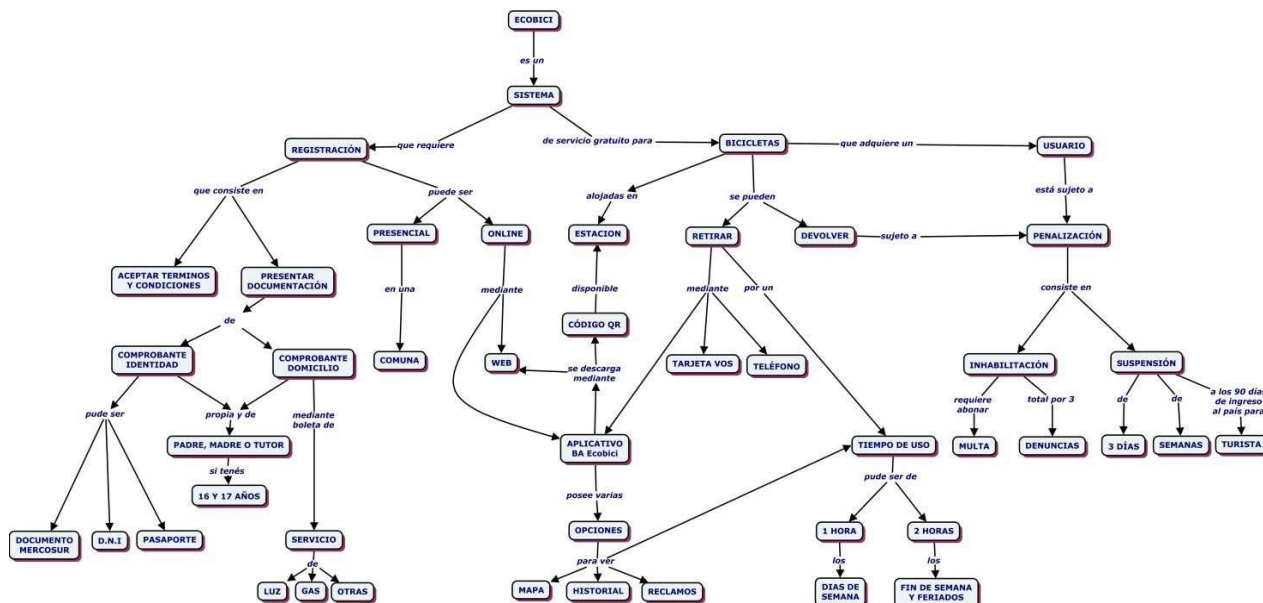 ECOBICI
es un
SISTEMA
que requiere
de servicio gratuito para
REGISTRACIÓN
BICICLETAS
que adquiere un
USUARIO
que consiste en
puede ser
alojadas en
se pueden
está sujeto a
PRESENCIAL
ONLINE
ESTACION
RETIRAR
DEVOLVER
sujeto a
PENALIZACIÓN
ACEPTAR TERMINOS
Y CONDICIONES
PRESENTAR
DOCUMENTACIÓN
en una
mediante
disponible
mediante
por un
consiste en
de
CÓDIGO QR
COMPROBANTE
IDENTIDAD
COMPROBANTE
DOMICILIO
COMUNA
WEB
se descarga
mediante
TARJETA VOS
TELÉFONO
INHABILITACIÓN
SUSPENSIÓN
pude ser
propia y de
mediante
boleta de
requiere
abonar
total por 3
de
de
a los 90 días
de ingreso
al país para
PADRE, MADRE O TUTOR
APLICATIVO
BA Ecobici
TIEMPO DE USO
MULTA
DENUNCIAS
3 DÍAS
SEMANAS
TURISTA
si tenés
16 Y 17 AÑOS
posee varias
pude ser de
DOCUMENTO
MERCOSUR
D.N.I
PASAPORTE
SERVICIO
OPCIONES
1 HORA
2 HORAS
de
para ver
los
los
LUZ
GAS
OTRAS
MAPA
HISTORIAL
RECLAMOS
DIAS DE
SEMANA
FIN DE SEMANA
Y FERIADOS